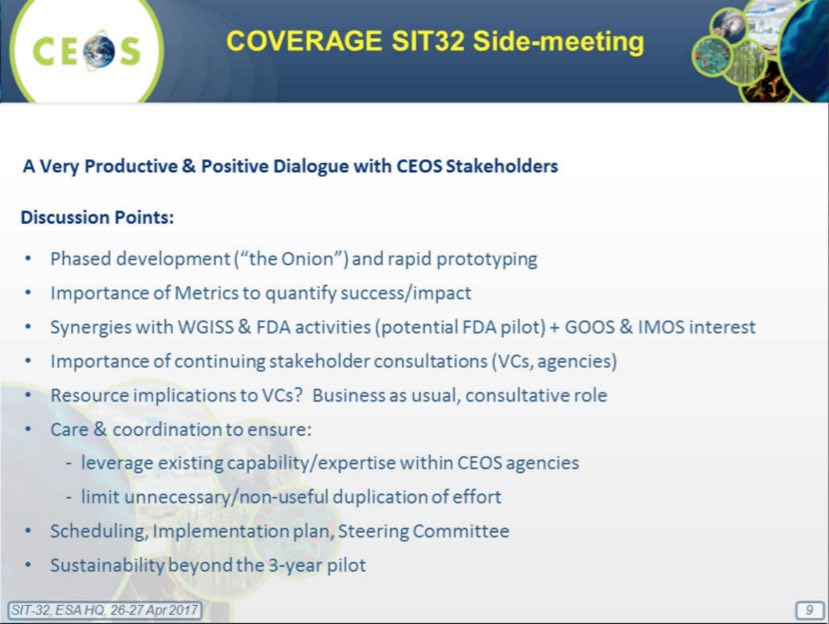 CEOS
COVERAGE SIT32 Side-meeting
A Very Productive & Positive Dialogue with CEOS Stakeholders
Discussion Points:
• Phased development (“the Onion”) and rapid prototyping
• Importance of Metrics to quantify success/impact
• Synergies with WGISS & FDA activities (potential FDA pilot) + GOOS & IMOS interest
• Importance of continuing stakeholder consultations (VCs, agencies)
• Resource implications to VCs? Business as usual, consultative role
• Care & coordination to ensure:
- leverage existing capability/expertise within CEOS agencies
- limit unnecessary/non-useful duplication of effort
• Scheduling, Implementation plan, Steering Committee
• Sustainability beyond the 3-year pilot
SIT-32, ESA HQ, 26-27 Apr 2017
9